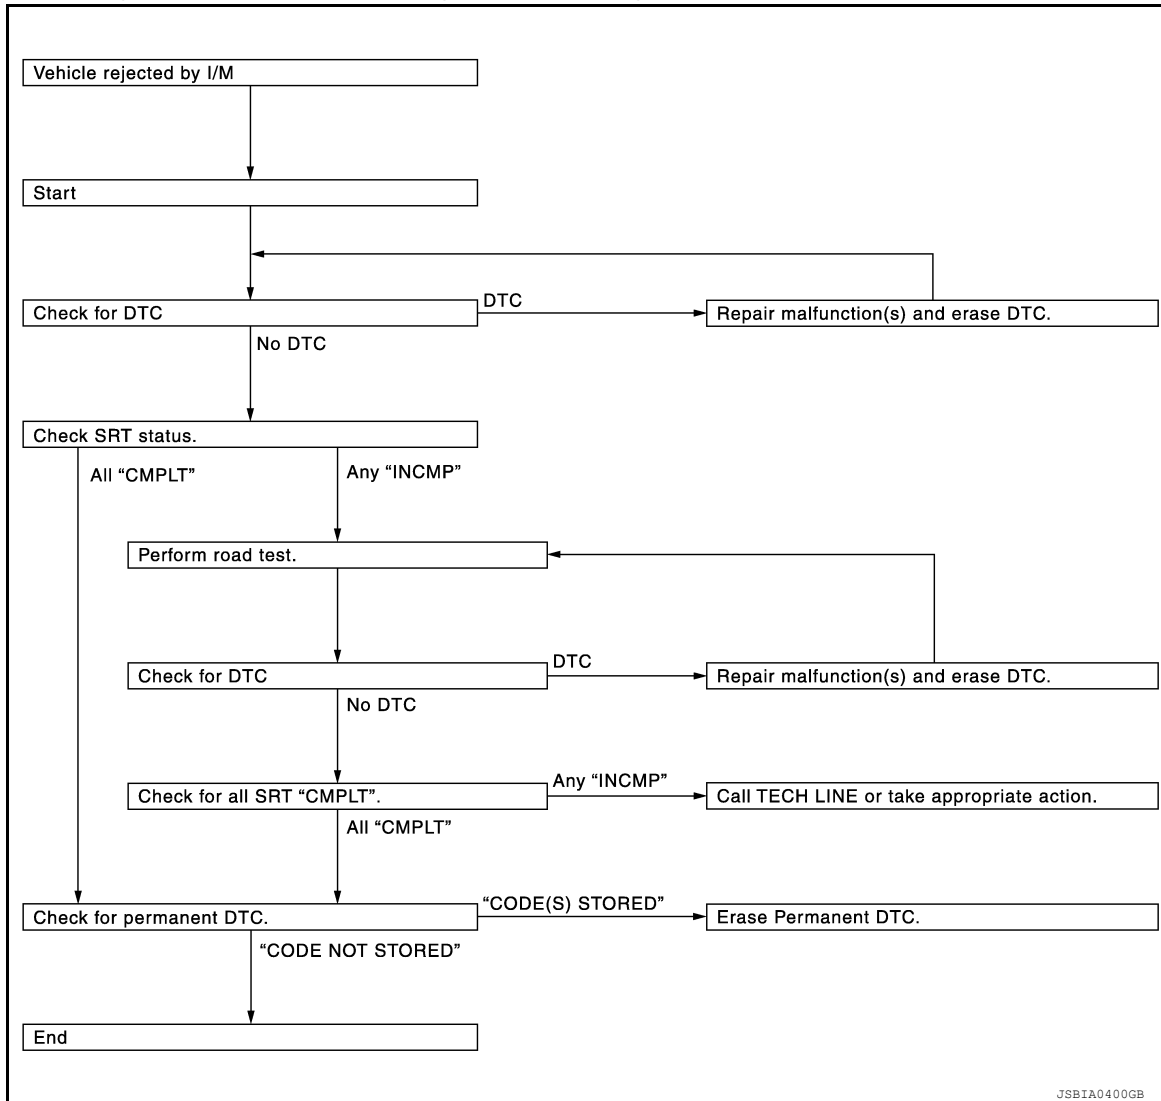 Vehicle rejected by I/M
Start
Check for DTC
DTC
Repair malfunction(s) and erase DTC.
No DTC
Check SRT status.
All “CMPLT”
Any “INCMP”
Perform road test.
Check for DTC
DTC
Repair malfunction(s) and erase DTC.
No DTC
Check for all SRT “CMPLT”.
Any “INCMP”
Call TECH LINE or take appropriate action.
All “CMPLT”
Check for permanent DTC.
“CODE(S) STORED”
Erase Permanent DTC.
“CODE NOT STORED”
End
JSBIA0400GB